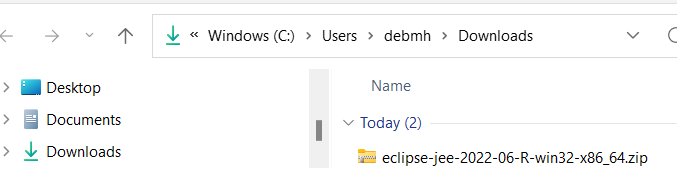 « Windows (C:) > Users > debmh > Downloads
Desktop
Documents
Downloads
Name
Today (2)
eclipse-jee-2022-06-R-win32-x86_64.zip